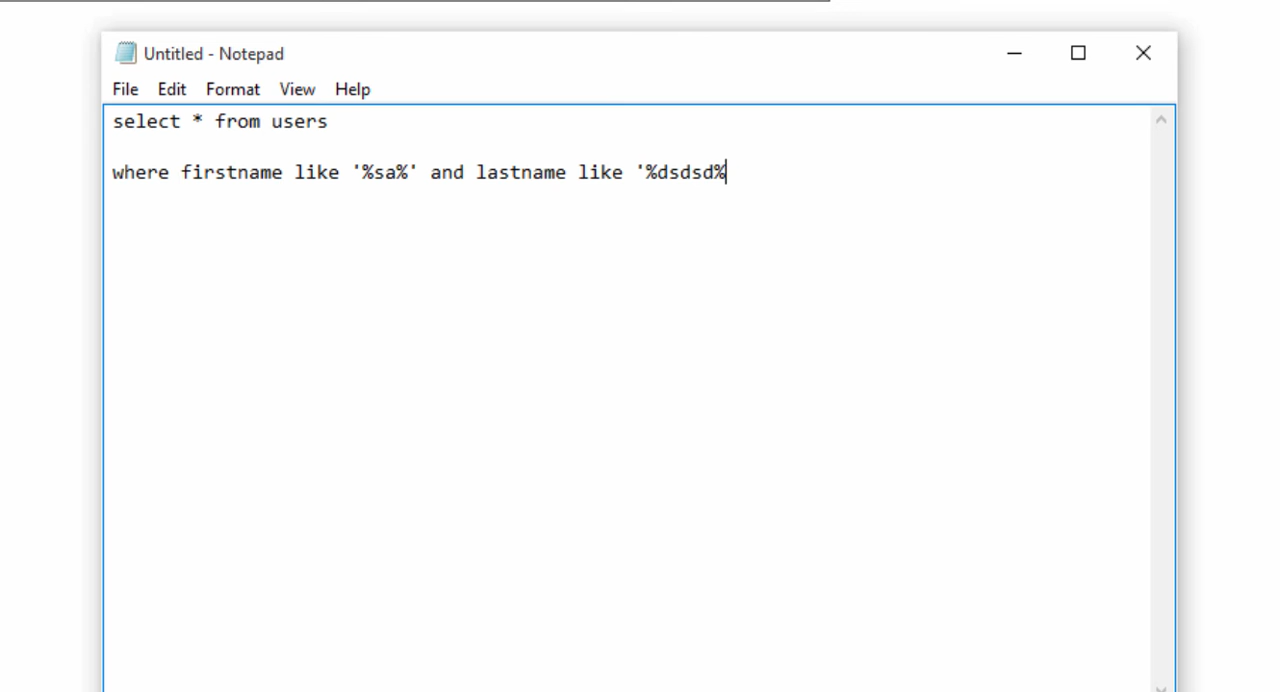 Untitled - Notepad
File Edit Format View Help
select * from users
where firstname like '%sa%' and lastname like '%dsdsd%